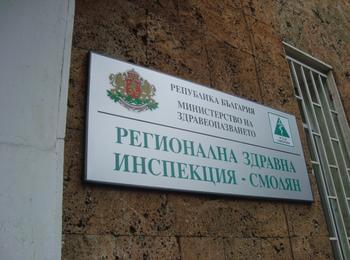 РЕПУБЛИКА БЪЛГАРИЯ
МИНИСТЕРСТВО НА
ЗДРАВЕОПАЗВАНЕТО
РЕГИОНАЛНА ЗДРАВНА
ИНСПЕКЦИЯ - СМОЛЯН